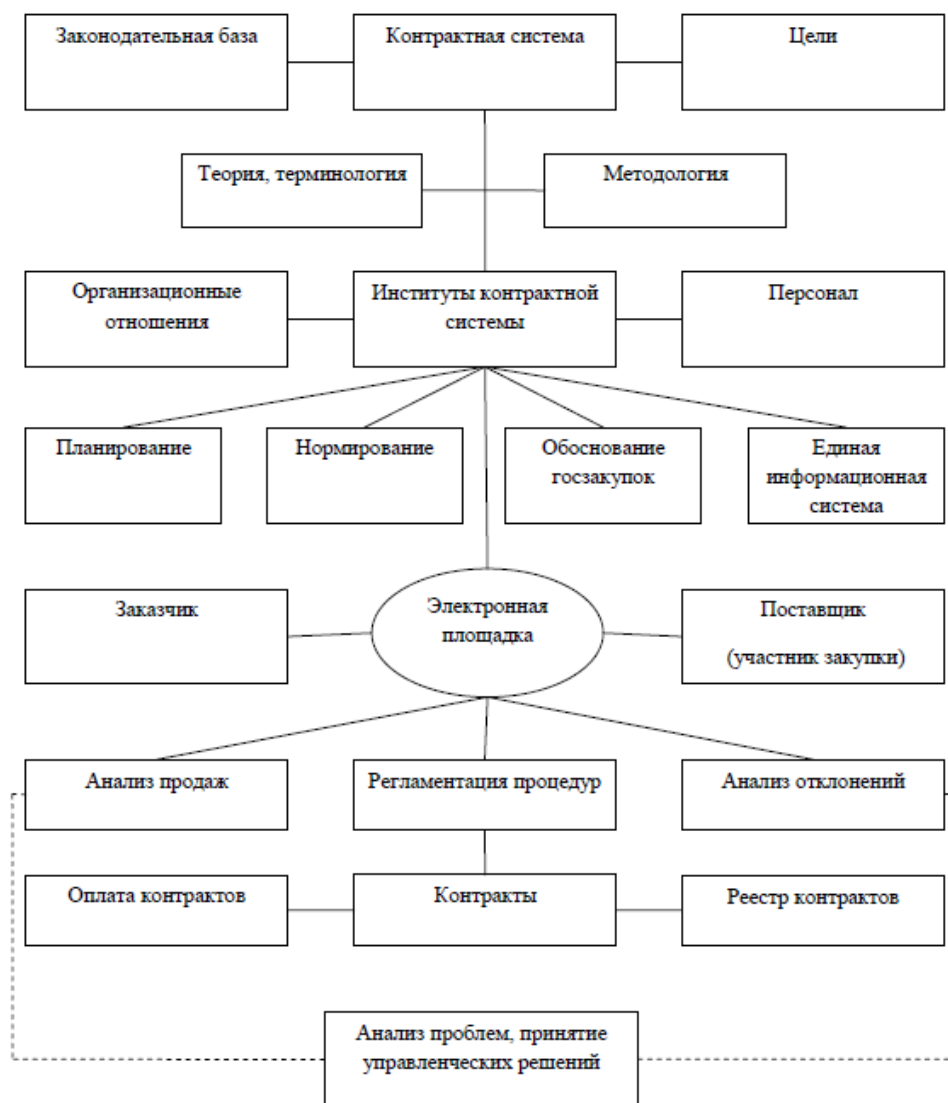 Законодательная база
Контрактная система
Цели
Теория, терминология
Методология
Организационные
отношения
Институты контрактной
системы
Персонал
Планирование
Нормирование
Обоснование
госзакупок
Единая
информационная
система
Заказчик
Электронная
площадка
Поставщик
(участник закупки)
Анализ продаж
Регламентация процедур
Анализ отклонений
Оплата контрактов
Контракты
Реестр контрактов
Анализ проблем, принятие
управленческих решений